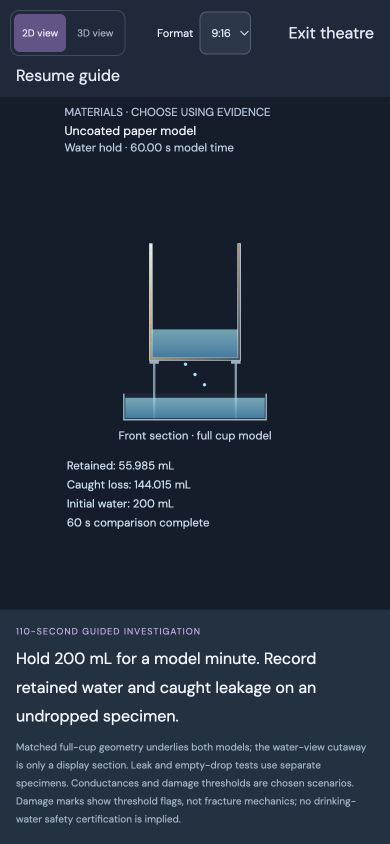 2D view
3D view
Format
9:16
Exit theatre
Resume guide
MATERIALS · CHOOSE USING EVIDENCE
Uncoated paper model
Water hold · 60.00 s model time
Front section · full cup model
Retained: 55.985 mL
Caught loss: 144.015 mL
Initial water: 200 mL
60 s comparison complete
110-SECOND GUIDED INVESTIGATION
Hold 200 mL for a model minute. Record
retained water and caught leakage on an
undropped specimen.
Matched full-cup geometry underlies both models; the water-view cutaway
is only a display section. Leak and empty-drop tests use separate
specimens. Conductances and damage thresholds are chosen scenarios.
Damage marks show threshold flags, not fracture mechanics; no drinking-
water safety certification is implied.